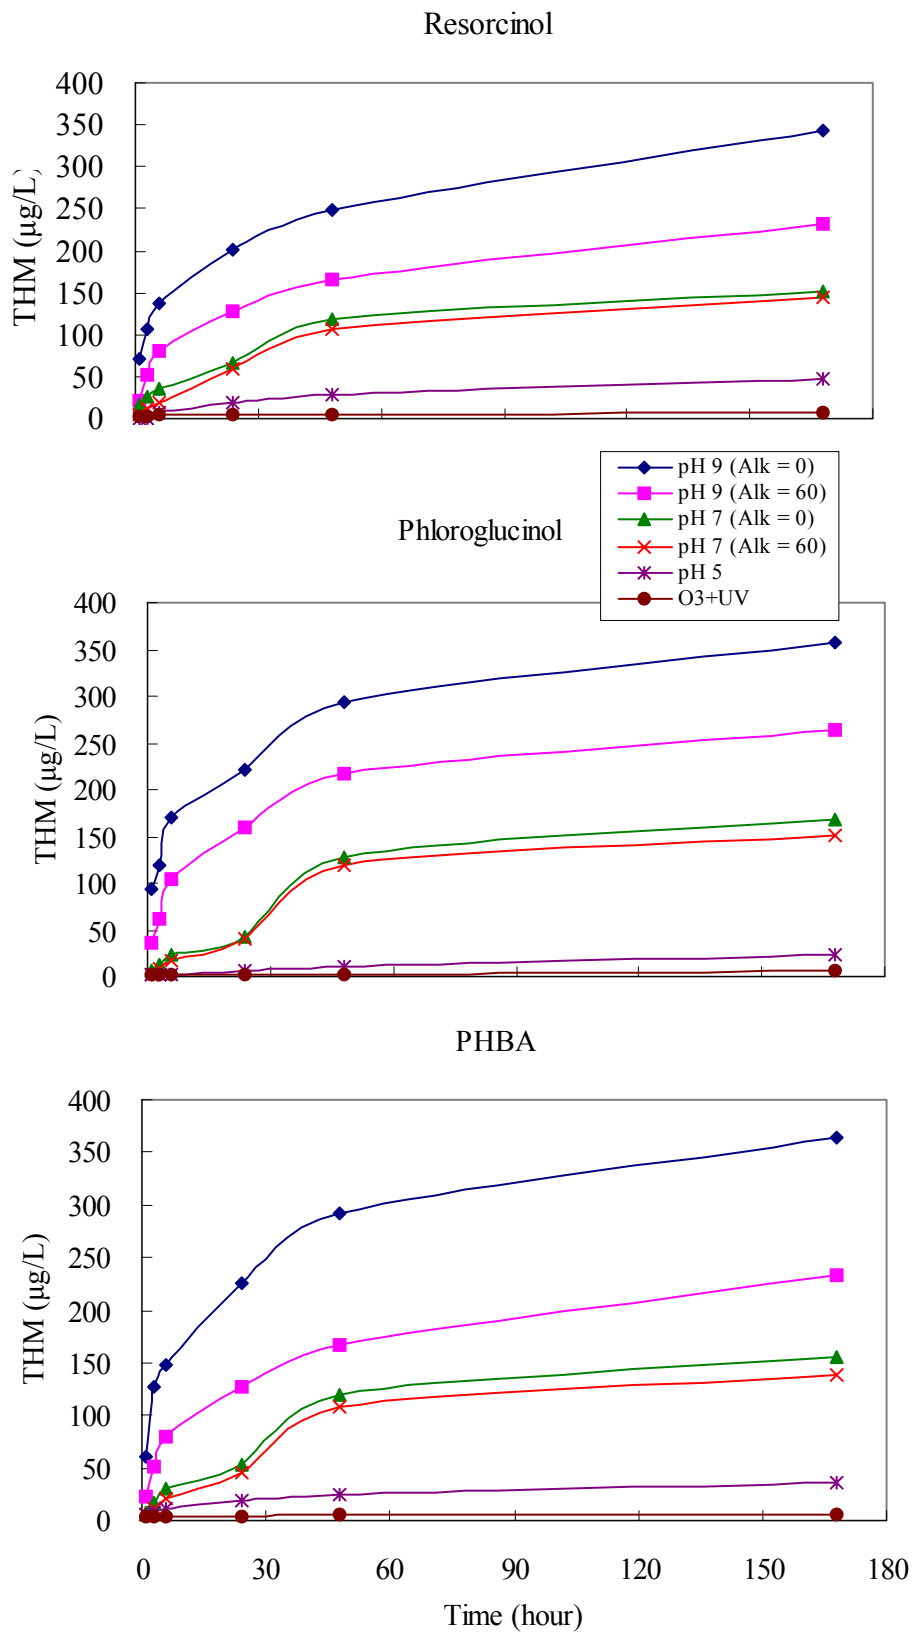 Resorcinol
400
350
300
250
200
150
100
50
0
THM (µg/L)
pH 9 (Alk = 0)
pH 9 (Alk = 60)
pH 7 (Alk = 0)
pH 7 (Alk = 60)
pH 5
O3+UV
Phloroglucinol
400
350
300
250
200
150
100
50
0
THM (µg/L)
PHBA
400
350
300
250
200
150
100
50
0
THM (µg/L)
0 30 60 90 120 150 180
Time (hour)